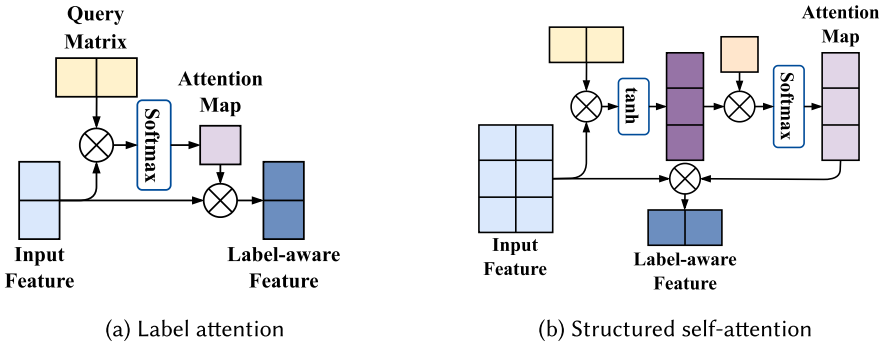 Query
Matrix
Softmax
Attention
Map
Input
Feature
Label-aware
Feature
(a) Label attention
tanh
Softmax
Attention
Map
Input
Feature
Label-aware
Feature
(b) Structured self-attention